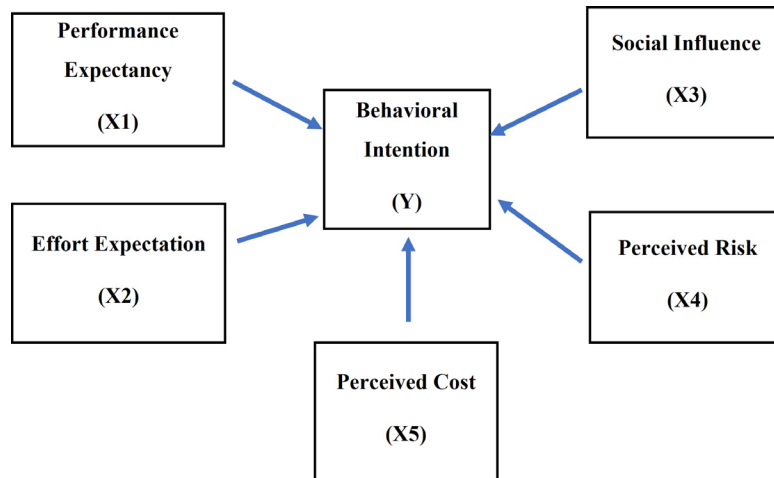 Performance
Expectancy
(X1)
Social Influence
(X3)
Behavioral
Intention
(Y)
Effort Expectation
(X2)
Perceived Risk
(X4)
Perceived Cost
(X5)